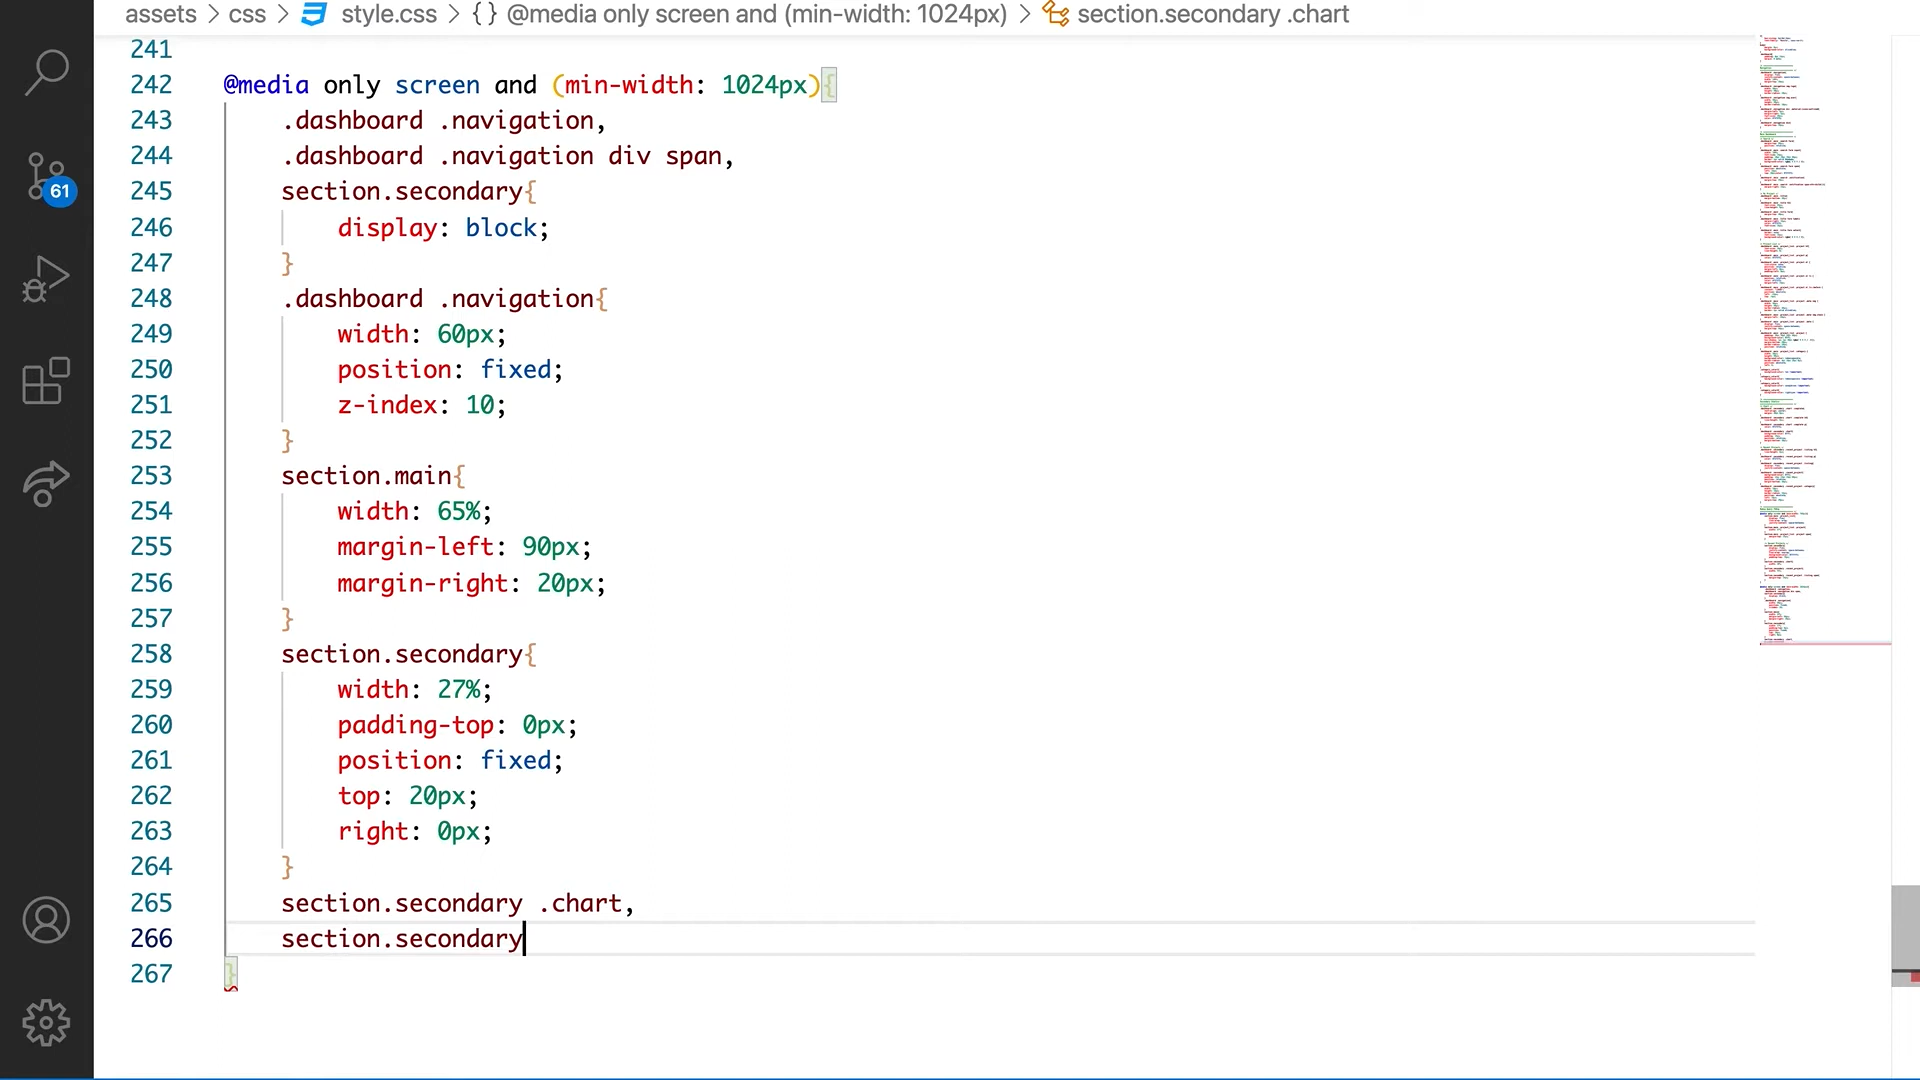 assets > css > style.css > {} @media only screen and (min-width: 1024px) > section.secondary .chart
241
242 @media only screen and (min-width: 1024px){
243 .dashboard .navigation,
244 .dashboard .navigation div span,
245 section.secondary{
246 display: block;
247 }
248 .dashboard .navigation{
249 width: 60px;
250 position: fixed;
251 z-index: 10;
252 }
253 section.main{
254 width: 65%;
255 margin-left: 90px;
256 margin-right: 20px;
257 }
258 section.secondary{
259 width: 27%;
260 padding-top: 0px;
261 position: fixed;
262 top: 20px;
263 right: 0px;
264 }
265 section.secondary .chart,
266 section.secondary
267 }
61